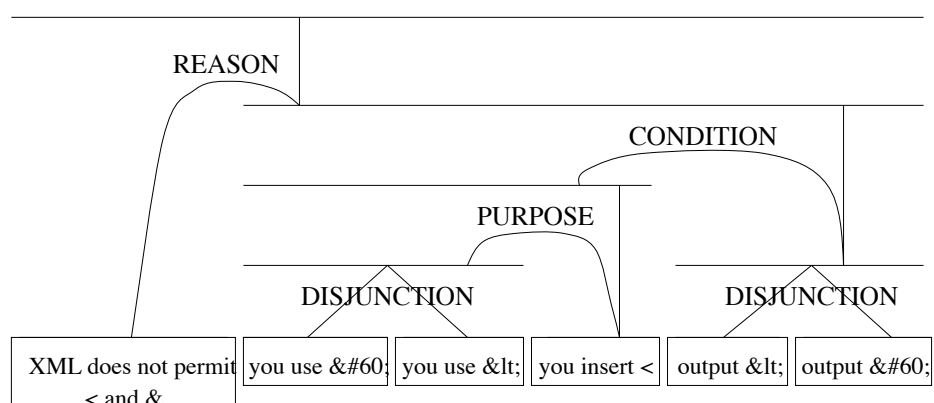 REASON
CONDITION
PURPOSE
DISJUNCTION
DISJUNCTION
XML does not permit
< and &
you use &#60;
you use &lt;
you insert <
output &lt;
output &#60;